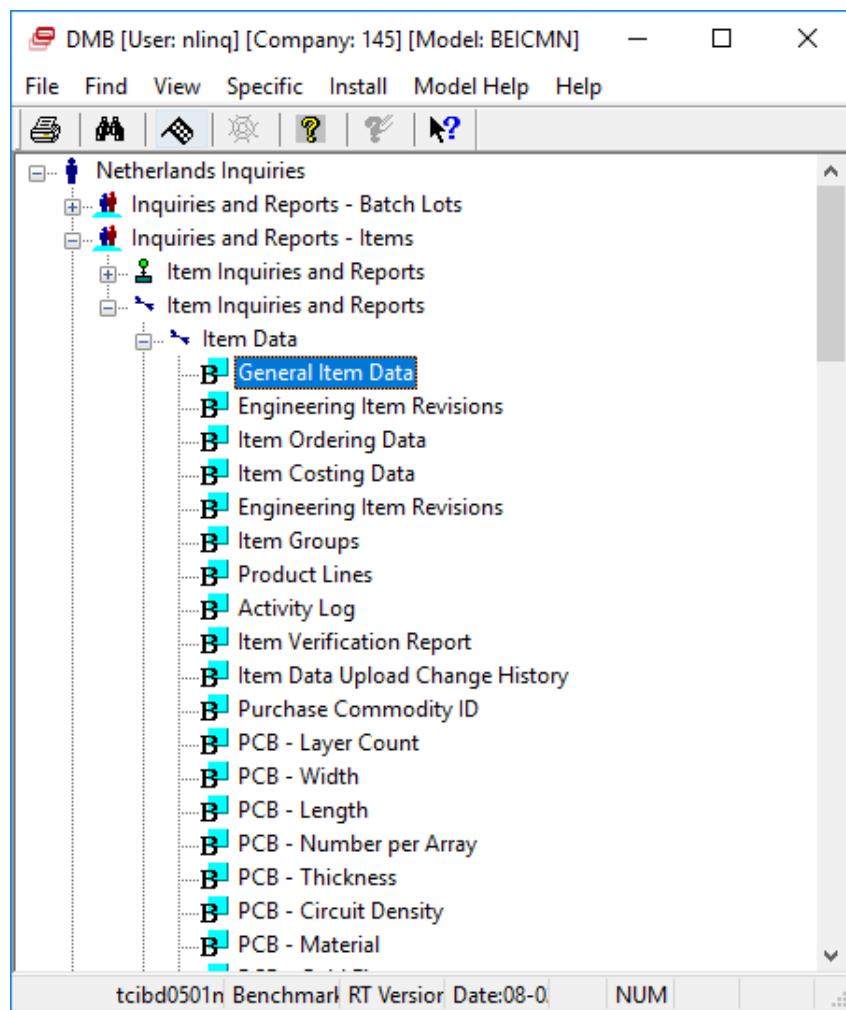 DMB [User: nlinq] [Company: 145] [Model: BEICMN]
File Find View Specific Install Model Help Help
Netherlands Inquiries
Inquiries and Reports - Batch Lots
Inquiries and Reports - Items
Item Inquiries and Reports
Item Inquiries and Reports
Item Data
General Item Data
Engineering Item Revisions
Item Ordering Data
Item Costing Data
Engineering Item Revisions
Item Groups
Product Lines
Activity Log
Item Verification Report
Item Data Upload Change History
Purchase Commodity ID
PCB - Layer Count
PCB - Width
PCB - Length
PCB - Number per Array
PCB - Thickness
PCB - Circuit Density
PCB - Material
tcibd0501n Benchmark RT Version Date:08-0 NUM